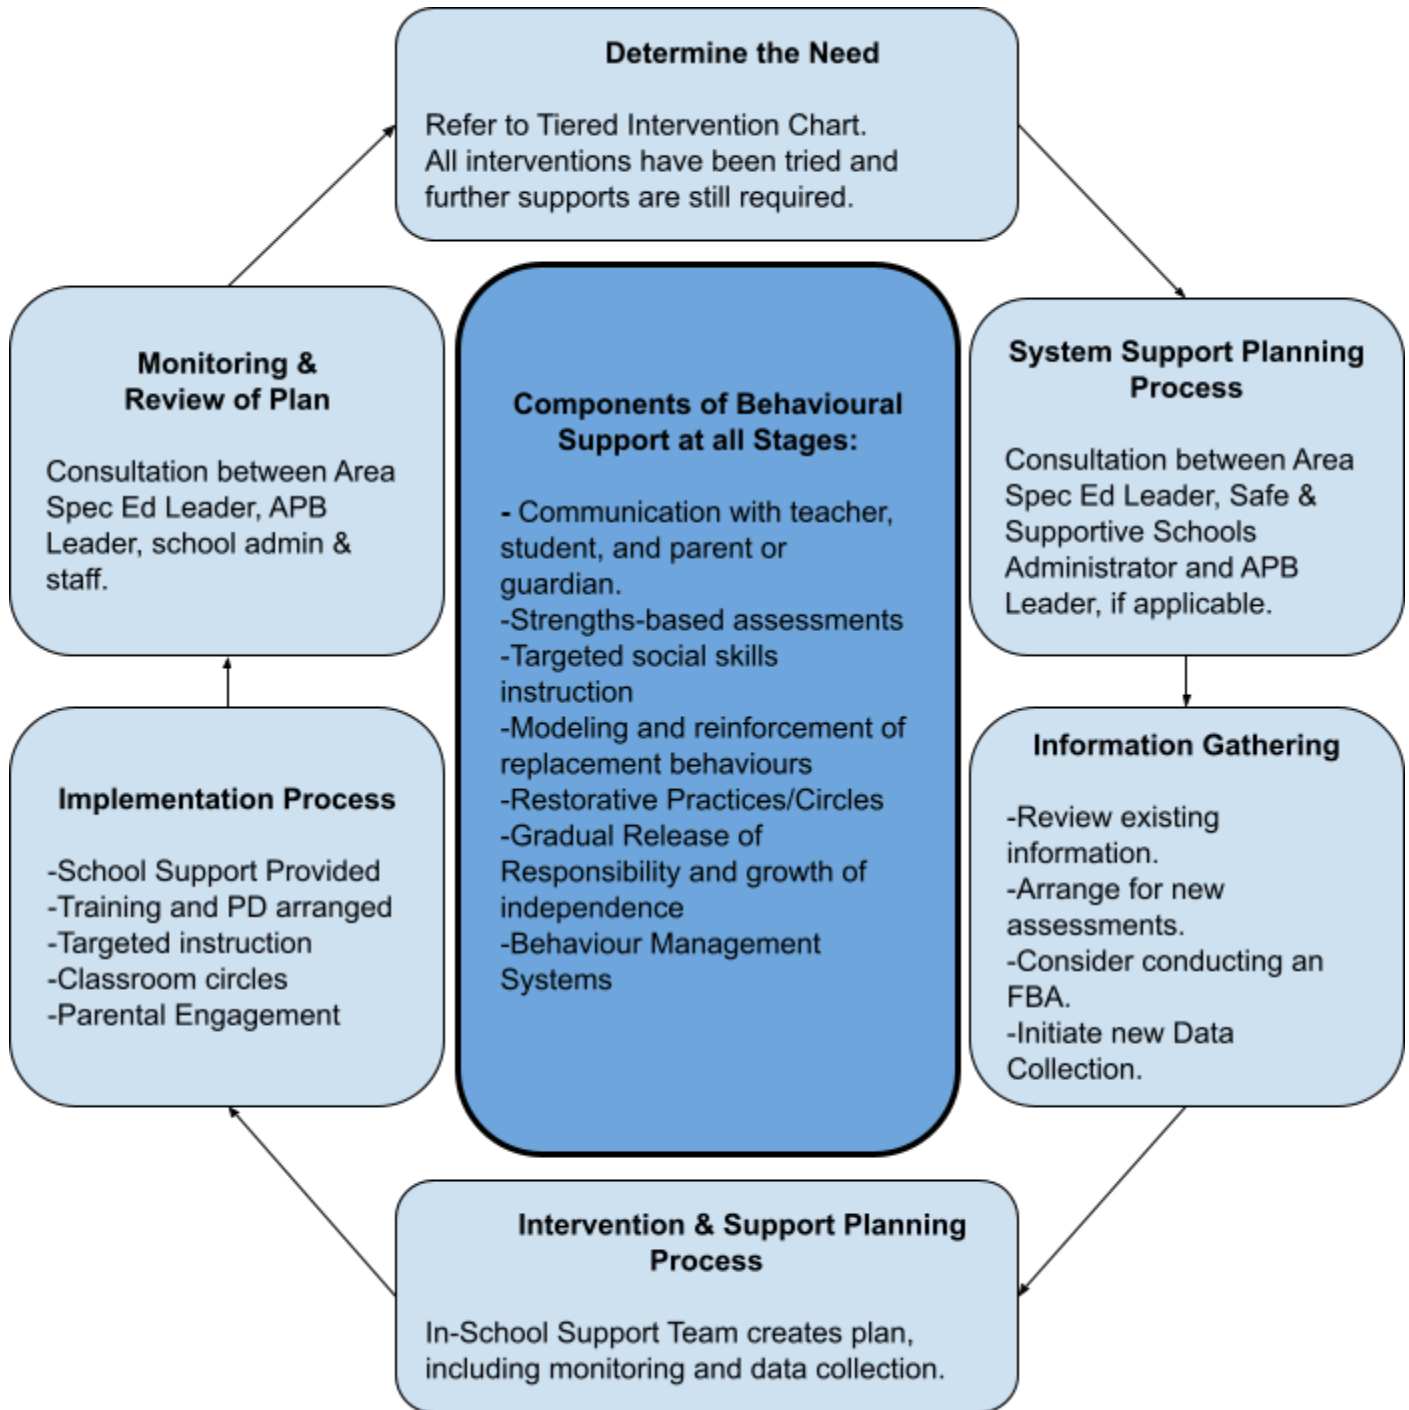 Determine the Need
Refer to Tiered Intervention Chart.
All interventions have been tried and
further supports are still required.
System Support Planning
Process
Consultation between Area
Spec Ed Leader, Safe &
Supportive Schools
Administrator and APB
Leader, if applicable.
Information Gathering
-Review existing
information.
-Arrange for new
assessments.
-Consider conducting an
FBA.
-Initiate new Data
Collection.
Intervention & Support Planning
Process
In-School Support Team creates plan,
including monitoring and data collection.
Implementation Process
-School Support Provided
-Training and PD arranged
-Targeted instruction
-Classroom circles
-Parental Engagement
Monitoring &
Review of Plan
Consultation between Area
Spec Ed Leader, APB
Leader, school admin &
staff.
Components of Behavioural
Support at all Stages:
- Communication with teacher,
student, and parent or
guardian.
-Strengths-based assessments
-Targeted social skills
instruction
-Modeling and reinforcement of
replacement behaviours
-Restorative Practices/Circles
-Gradual Release of
Responsibility and growth of
independence
-Behaviour Management
Systems